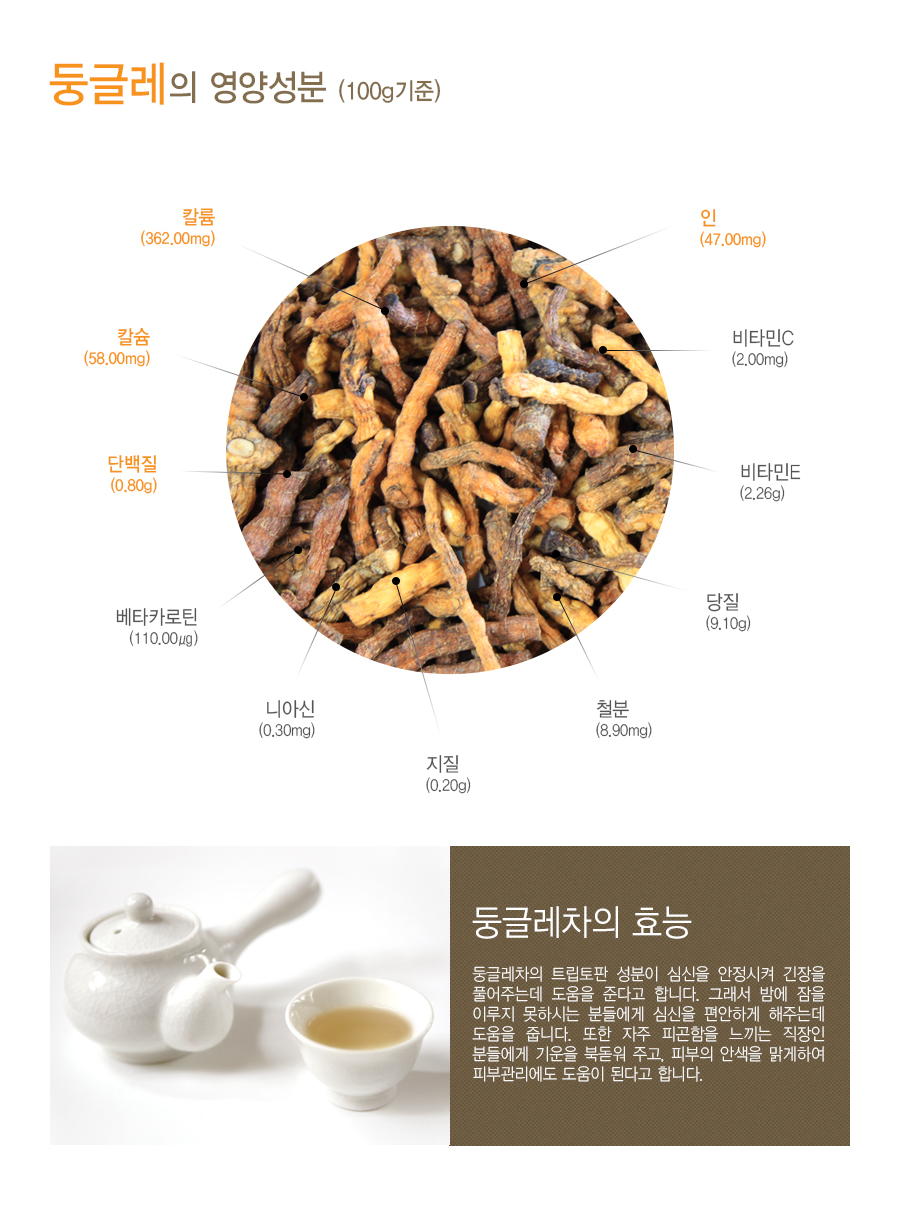 둥글레의 영양성분 (100g기준)
칼륨
(362.00mg)
인
(47.00mg)
칼슘
(58.00mg)
비타민C
(2.00mg)
단백질
(0.80g)
비타민E
(2.26g)
베타카로틴
(110.00㎍)
당질
(9.10g)
니아신
(0.30mg)
철분
(8.90mg)
지질
(0.20g)
둥글레차의 효능
둥글레차의 트립토판 성분이 심신을 안정시켜 긴장을
풀어주는데 도움을 준다고 합니다. 그래서 밤에 잠을
이루지 못하시는 분들에게 심신을 편안하게 해주는데
도움을 줍니다. 또한 자주 피곤함을 느끼는 직장인
분들에게 기운을 북돋워 주고, 피부의 안색을 맑게하여
피부관리에도 도움이 된다고 합니다.